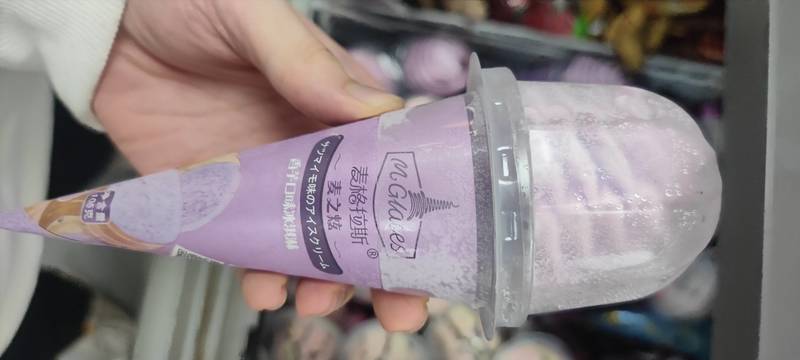 M.Glaces
麦格拉斯®
麦之炫
サツマイモ味のアイスクリーム
香芋口味冰淇淋